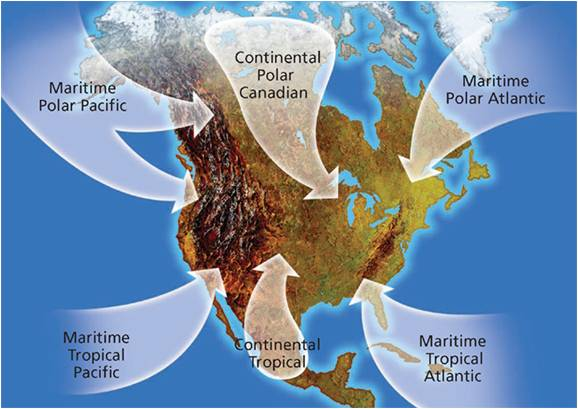 Continental
Polar
Canadian
Maritime
Polar Pacific
Maritime
Polar Atlantic
Maritime
Tropical
Pacific
Continental
Tropical
Maritime
Tropical
Atlantic